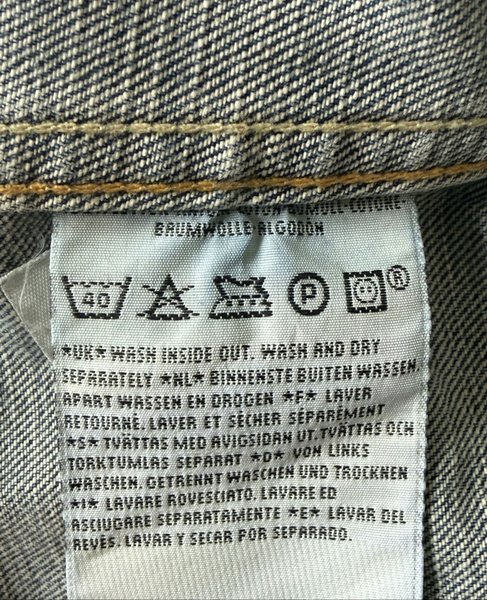 BAUMWOLLE-ALGODON
40 P ®
*UK* WASH INSIDE OUT. WASH AND DRY
SEPARATELY *NL* BINNENSTE BUITEN WASSEN,
APART WASSEN EN DROGEN *F* LAVER
RETOURNÉ. LAVER ET SÉCHER SÉPARÉMENT
*S* TVÄTTAS MED AVIGSIDAN UT. TVÄTTAS OCH
TORKTUMLAS SEPARAT *D* VON LINKS
WASCHEN. GETRENNT WASCHEN UND TROCKNEN
*I* LAVARE ROVESCIATO. LAVARE ED
ASCIUGARE SEPARATAMENTE *E* LAVAR DEL
REVÉS. LAVAR Y SECAR POR SEPARADO.